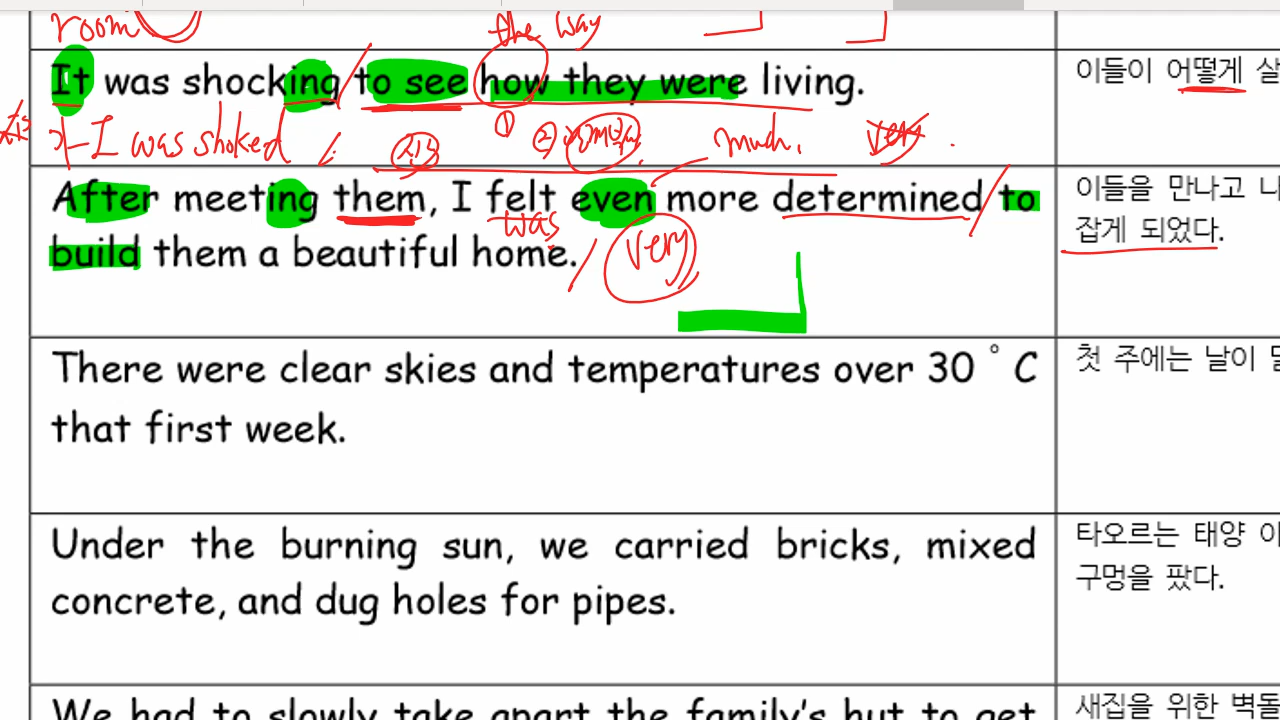 room the way
It was shocking to see how they were living.
이들이 어떻게 살
I was shoked ① ② much, very
After meeting them, I felt even more determined to
이들을 만나고 나
was
build them a beautiful home.
very
잡게 되었다.
There were clear skies and temperatures over 30 ° C
첫 주에는 날이
that first week.
Under the burning sun, we carried bricks, mixed
타오르는 태양
concrete, and dug holes for pipes.
구멍을 팠다.
We had to slowly take apart the family's hut to get
새집을 위한 벽돌